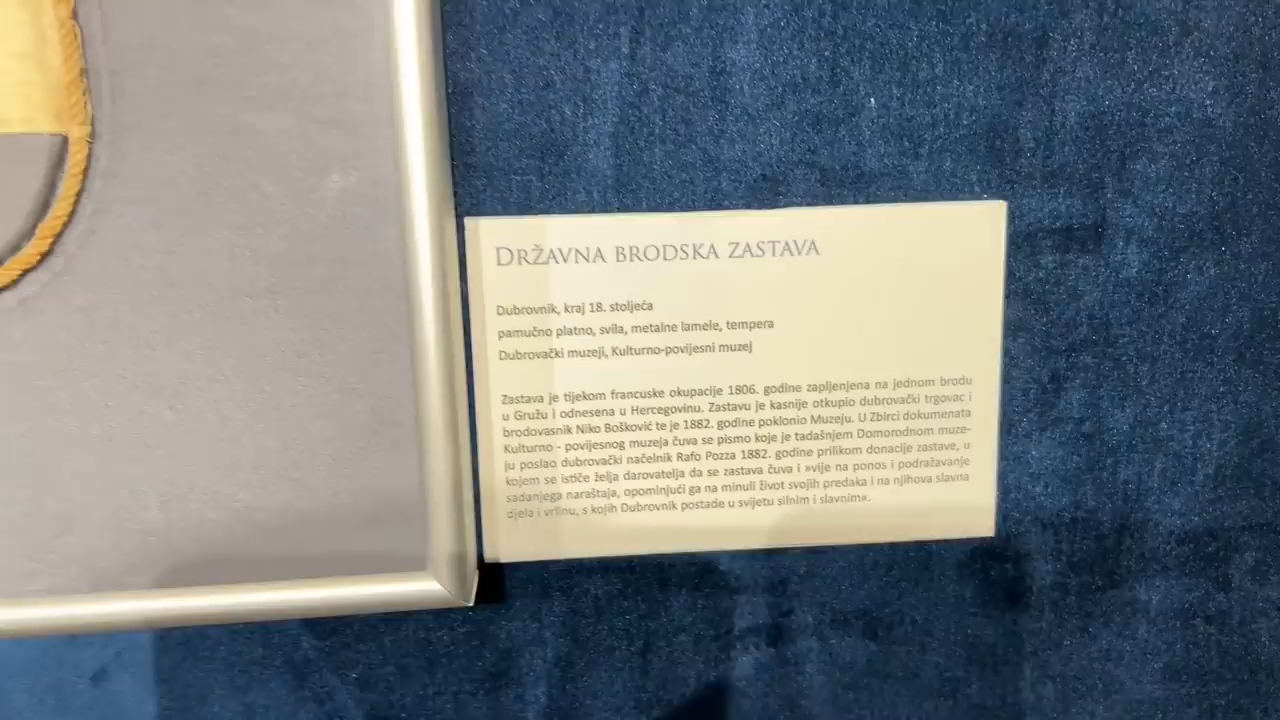 DRŽAVNA BRODSKA ZASTAVA
Dubrovnik, kraj 18. stoljeća
pamučno platno, svila, metalne lamele, tempera
Dubrovački muzeji, Kulturno-povijesni muzej
Zastava je tijekom francuske okupacije 1806. godine zaplijenjena na jednom brodu
u Gružu i odnesena u Hercegovinu. Zastavu je kasnije otkupio dubrovački trgovac i
brodovasnik Niko Bošković te je 1882. godine poklonio Muzeju. U Zbirci dokumenata
Kulturno - povijesnog muzeja čuva se pismo koje je tadašnjem Domorodnom muze-
ju poslao dubrovački načelnik Rafo Pozza 1882. godine prilikom donacije zastave, u
kojem se ističe želja darovatelja da se zastava čuva i »vije na ponos i podražavanje
sadanjega naraštaja, opominjući ga na minuli život svojih predaka i na njihova slavna
djela i vrlinu, s kojih Dubrovnik postade u svijetu silnim i slavnim«.